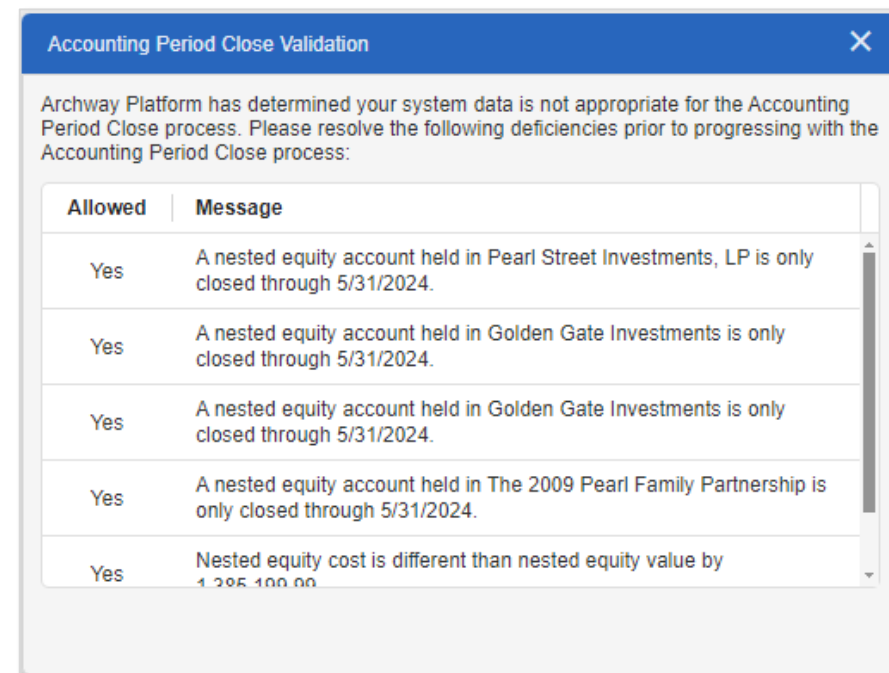 Accounting Period Close Validation
Archway Platform has determined your system data is not appropriate for the Accounting
Period Close process. Please resolve the following deficiencies prior to progressing with the
Accounting Period Close process:
Allowed Message
Yes A nested equity account held in Pearl Street Investments, LP is only
closed through 5/31/2024.
Yes A nested equity account held in Golden Gate Investments is only
closed through 5/31/2024.
Yes A nested equity account held in Golden Gate Investments is only
closed through 5/31/2024.
Yes A nested equity account held in The 2009 Pearl Family Partnership is
only closed through 5/31/2024.
Yes Nested equity cost is different than nested equity value by
1,385,199.99